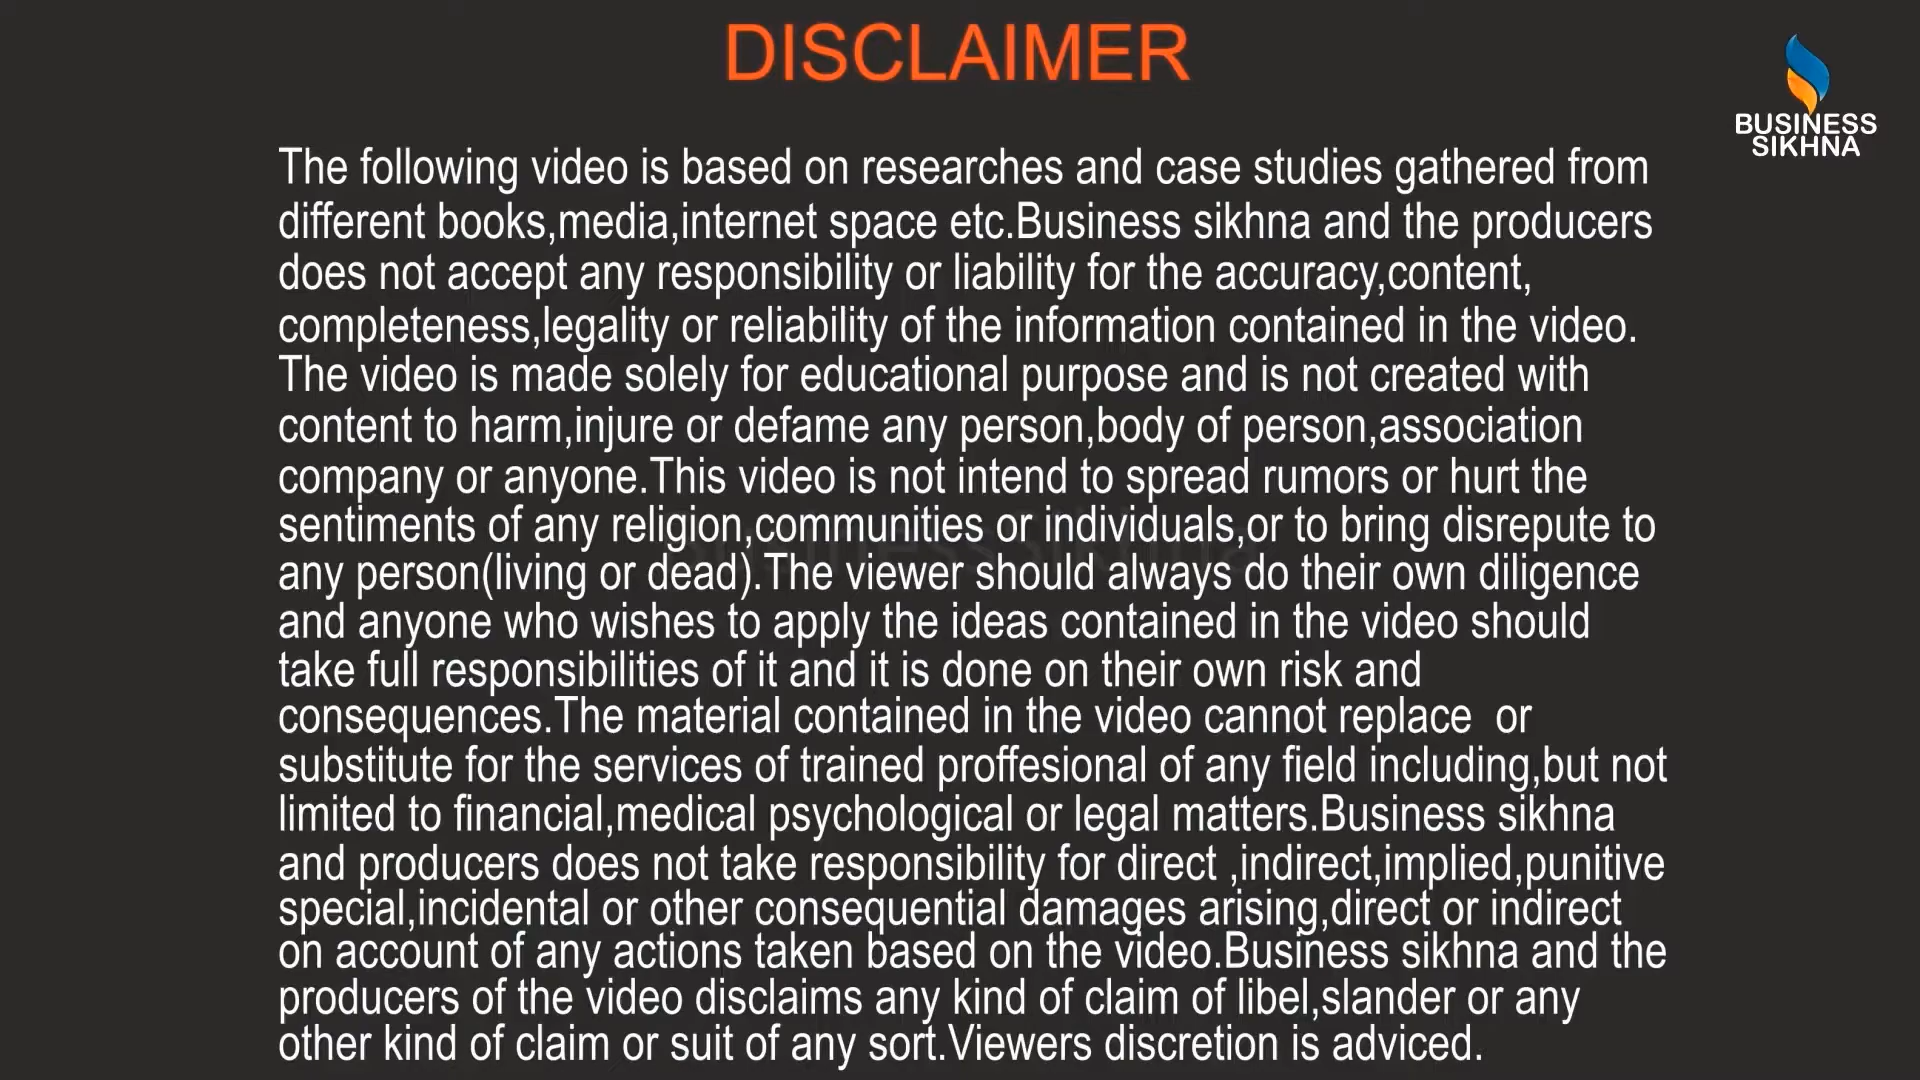 DISCLAIMER
BUSINESS
SIKHNA
The following video is based on researches and case studies gathered from
different books,media,internet space etc.Business sikhna and the producers
does not accept any responsibility or liability for the accuracy,content,
completeness,legality or reliability of the information contained in the video.
The video is made solely for educational purpose and is not created with
content to harm,injure or defame any person,body of person,association
company or anyone.This video is not intend to spread rumors or hurt the
sentiments of any religion,communities or individuals,or to bring disrepute to
any person(living or dead).The viewer should always do their own diligence
and anyone who wishes to apply the ideas contained in the video should
take full responsibilities of it and it is done on their own risk and
consequences.The material contained in the video cannot replace  or
substitute for the services of trained proffesional of any field including,but not
limited to financial,medical psychological or legal matters.Business sikhna
and producers does not take responsibility for direct ,indirect,implied,punitive
special,incidental or other consequential damages arising,direct or indirect
on account of any actions taken based on the video.Business sikhna and the
producers of the video disclaims any kind of claim of libel,slander or any
other kind of claim or suit of any sort.Viewers discretion is adviced.